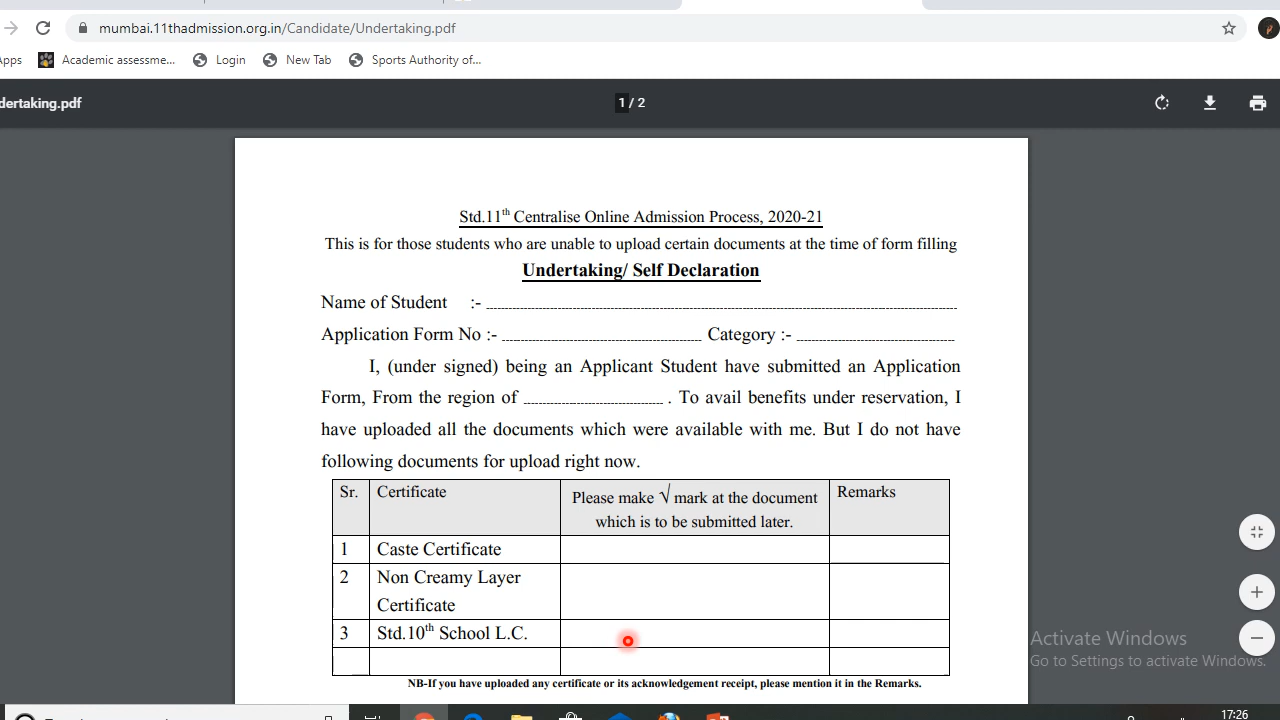 mumbai.11thadmission.org.in/Candidate/Undertaking.pdf
Apps Academic assessme... Login New Tab Sports Authority of...
dertaking.pdf 1 / 2
Std.11th Centralise Online Admission Process, 2020-21
This is for those students who are unable to upload certain documents at the time of form filling
Undertaking/ Self Declaration
Name of Student :-
Application Form No :- Category :-
I, (under signed) being an Applicant Student have submitted an Application
Form, From the region of . To avail benefits under reservation, I
have uploaded all the documents which were available with me. But I do not have
following documents for upload right now.
Sr. Certificate Please make √ mark at the document Remarks
which is to be submitted later.
1 Caste Certificate
2 Non Creamy Layer
Certificate
3 Std.10th School L.C.
NB-If you have uploaded any certificate or its acknowledgement receipt, please mention it in the Remarks.
Activate Windows
Go to Settings to activate Windows.
17:26